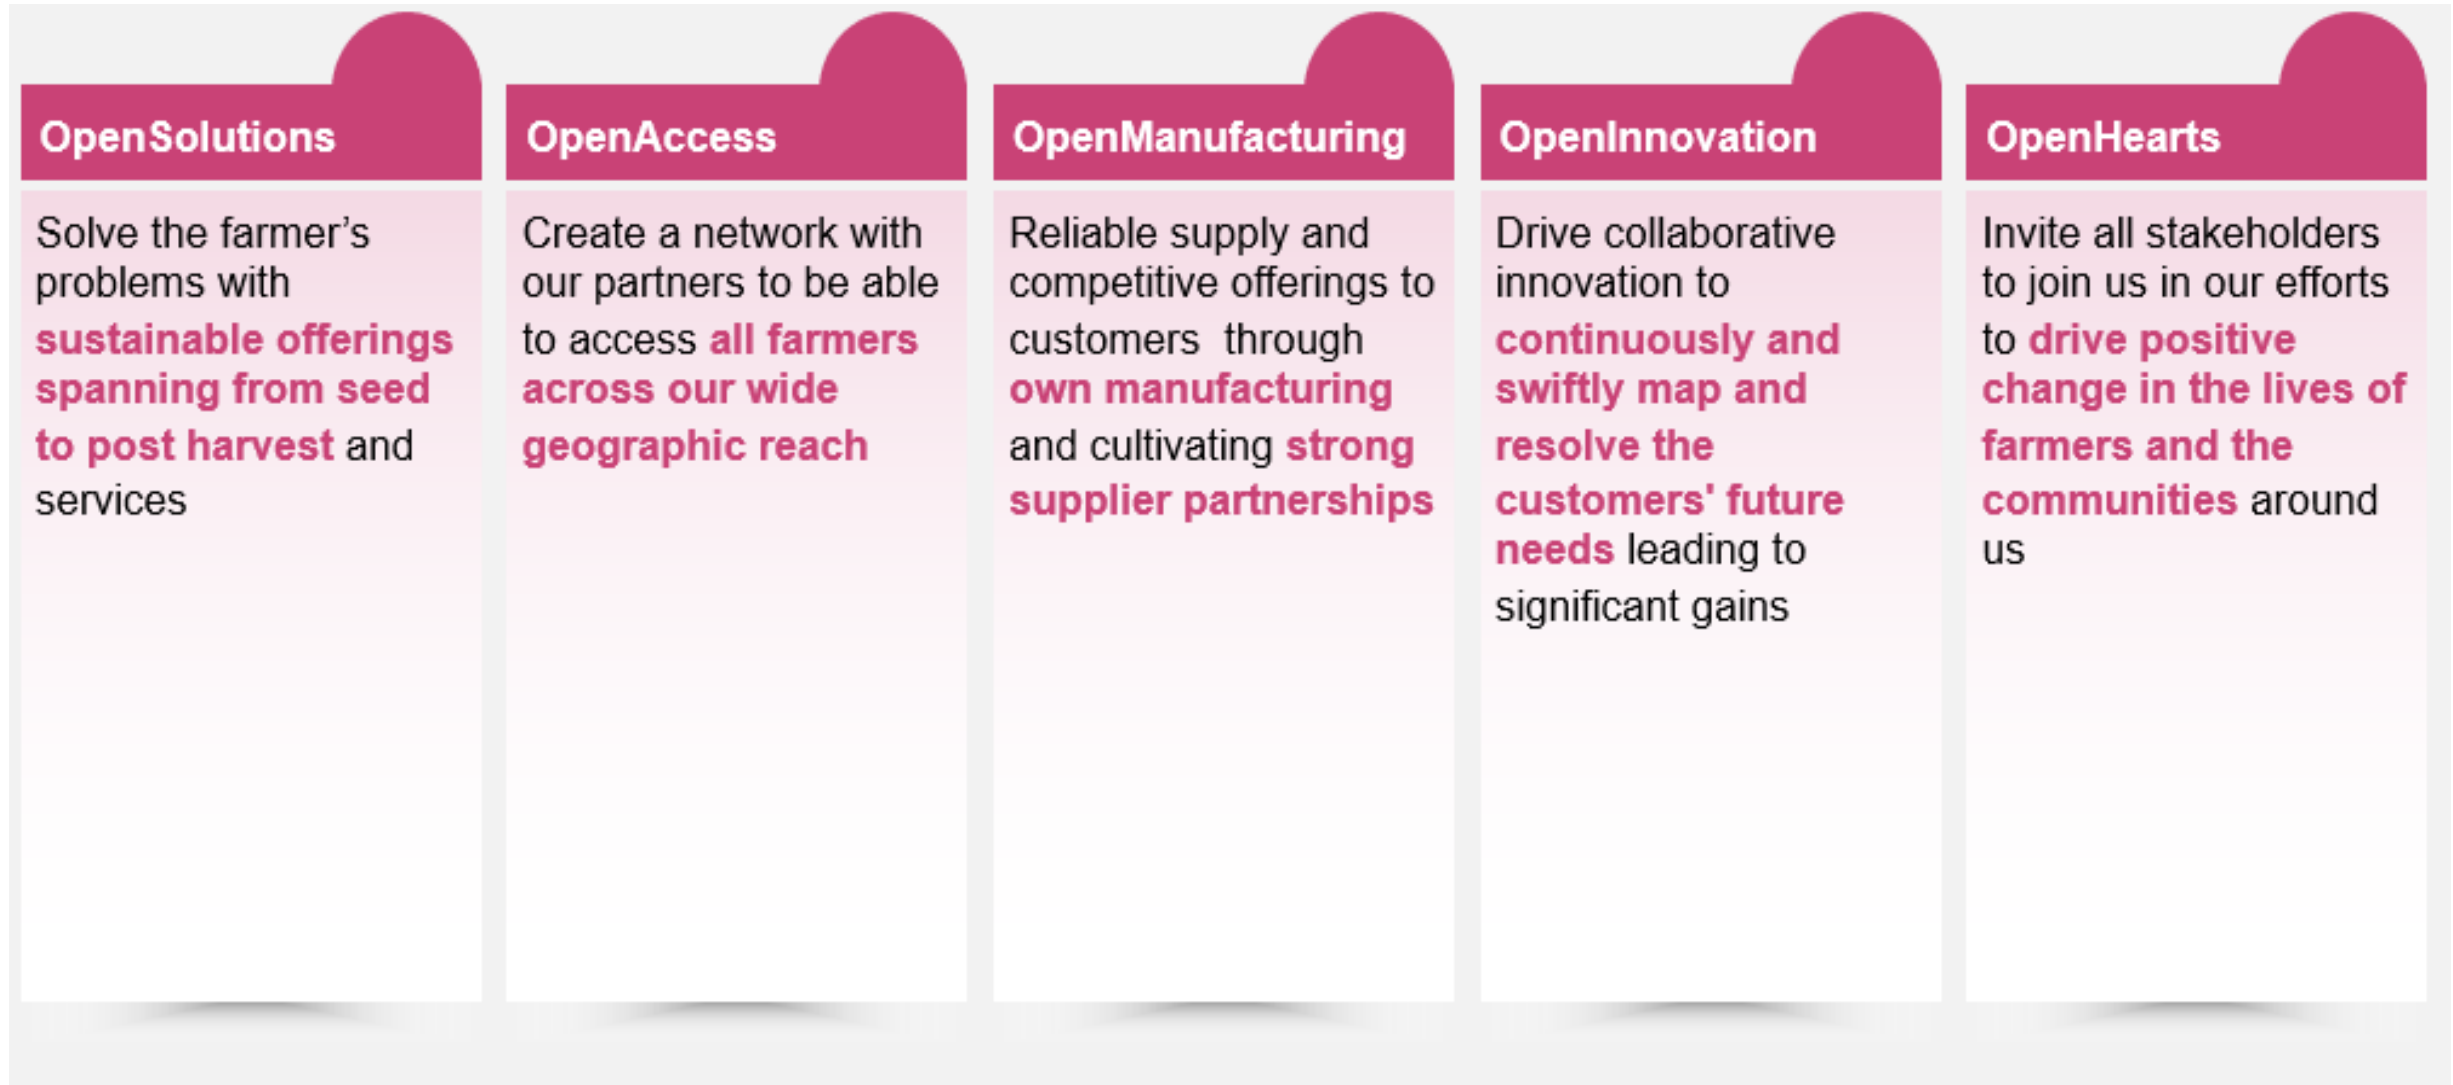 OpenSolutions
Solve the farmer’s
problems with
sustainable offerings
spanning from seed
to post harvest and
services
OpenAccess
Create a network with
our partners to be able
to access all farmers
across our wide
geographic reach
OpenManufacturing
Reliable supply and
competitive offerings to
customers  through
own manufacturing
and cultivating strong
supplier partnerships
OpenInnovation
Drive collaborative
innovation to
continuously and
swiftly map and
resolve the
customers' future
needs leading to
significant gains
OpenHearts
Invite all stakeholders
to join us in our efforts
to drive positive
change in the lives of
farmers and the
communities around
us